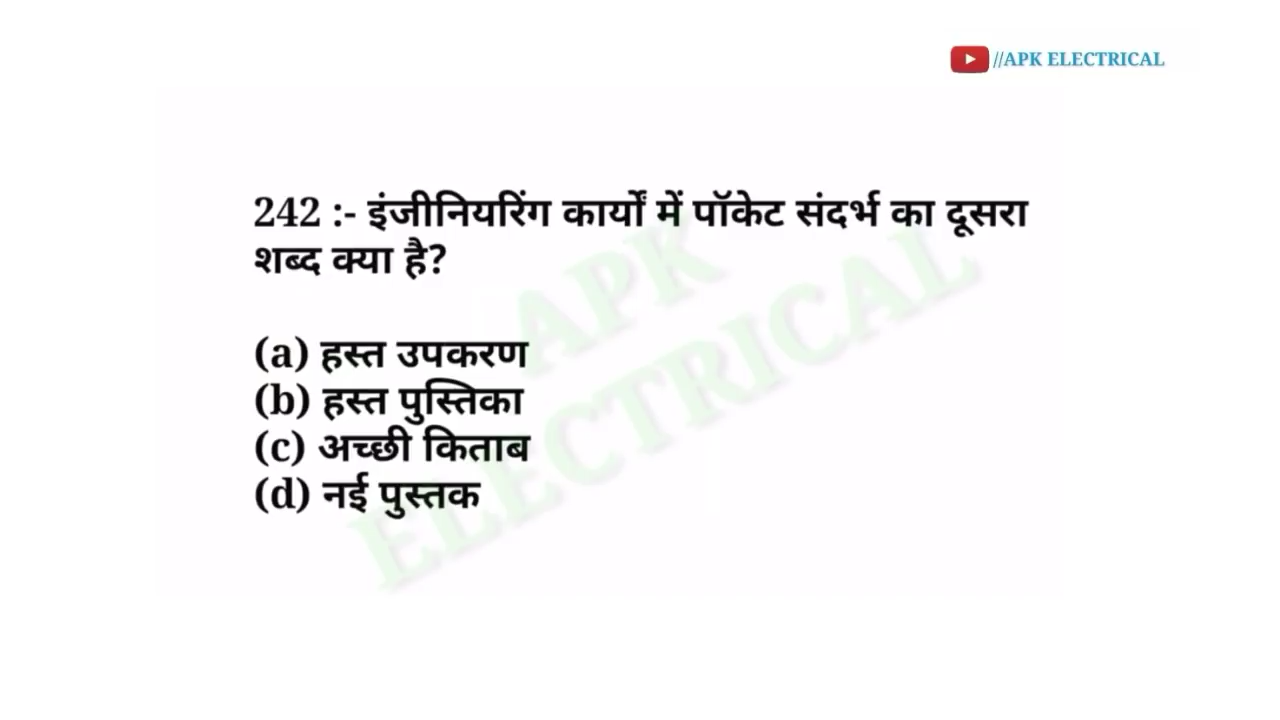 //APK ELECTRICAL
242 :- इंजीनियरिंग कार्यों में पॉकेट संदर्भ का दूसरा
शब्द क्या है?
(a) हस्त उपकरण
(b) हस्त पुस्तिका
(c) अच्छी किताब
(d) नई पुस्तक
APK
ELECTRICAL